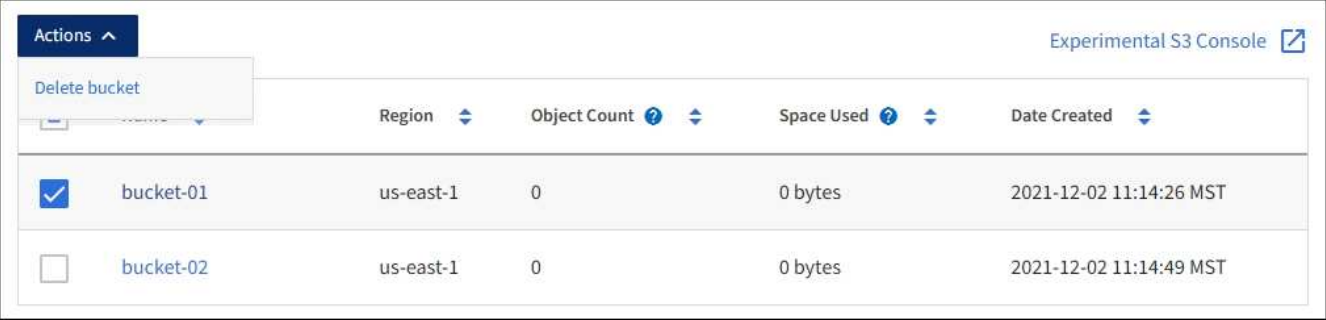 Actions
Experimental S3 Console
Delete bucket
Region Object Count ? Space Used ? Date Created
bucket-01 us-east-1 0 0 bytes 2021-12-02 11:14:26 MST
bucket-02 us-east-1 0 0 bytes 2021-12-02 11:14:49 MST